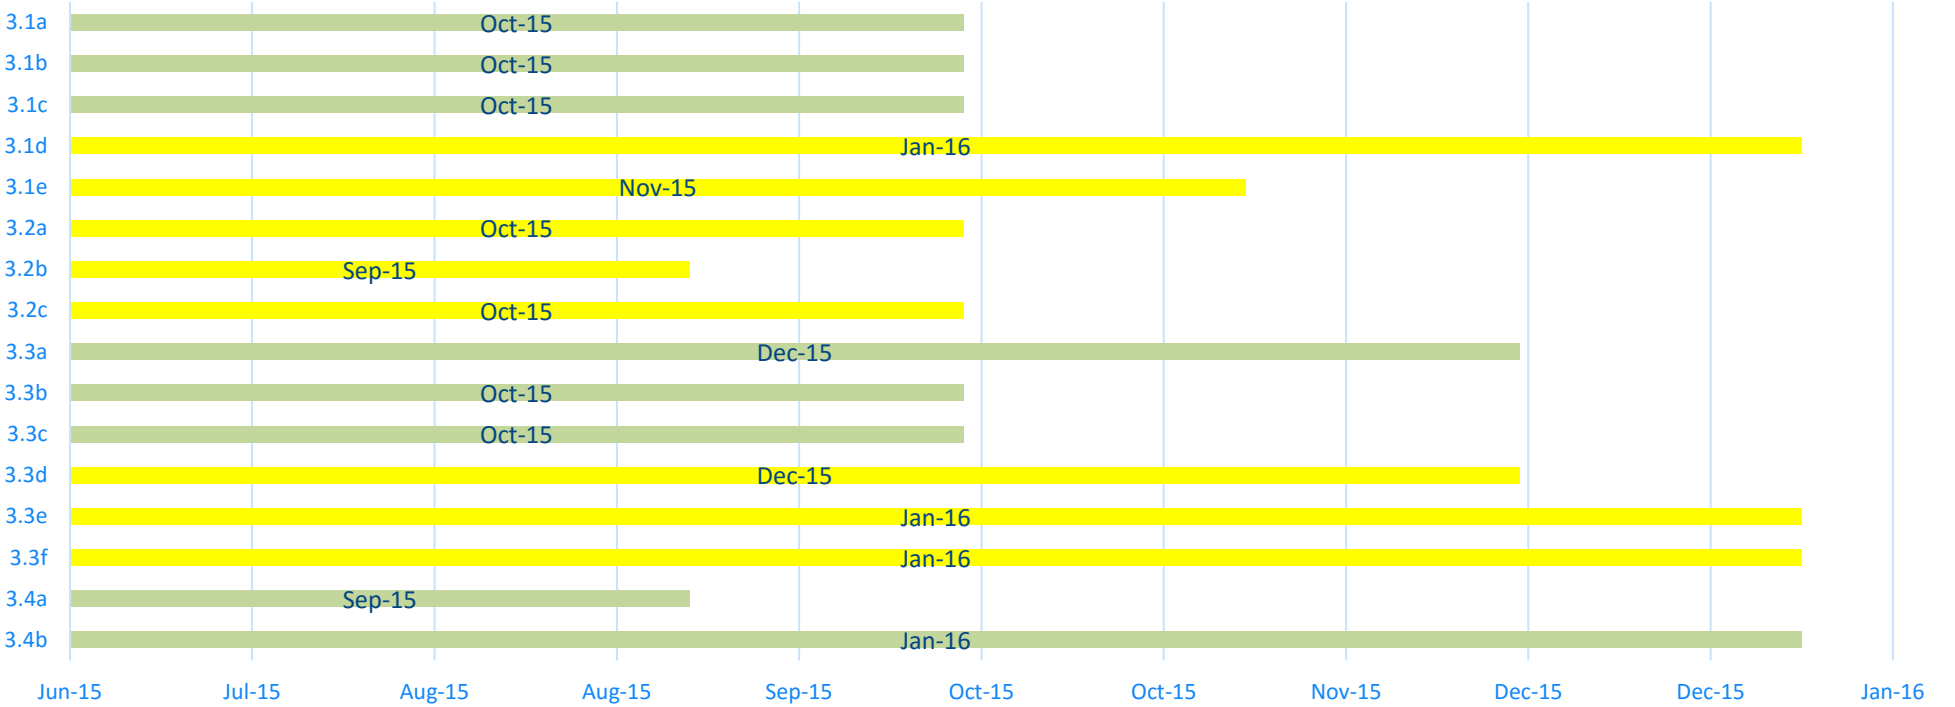 3.1a Oct-15
3.1b Oct-15
3.1c Oct-15
3.1d Jan-16
3.1e Nov-15
3.2a Oct-15
3.2b Sep-15
3.2c Oct-15
3.3a Dec-15
3.3b Oct-15
3.3c Oct-15
3.3d Dec-15
3.3e Jan-16
3.3f Jan-16
3.4a Sep-15
3.4b Jan-16
Jun-15 Jul-15 Aug-15 Aug-15 Sep-15 Oct-15 Oct-15 Nov-15 Dec-15 Dec-15 Jan-16